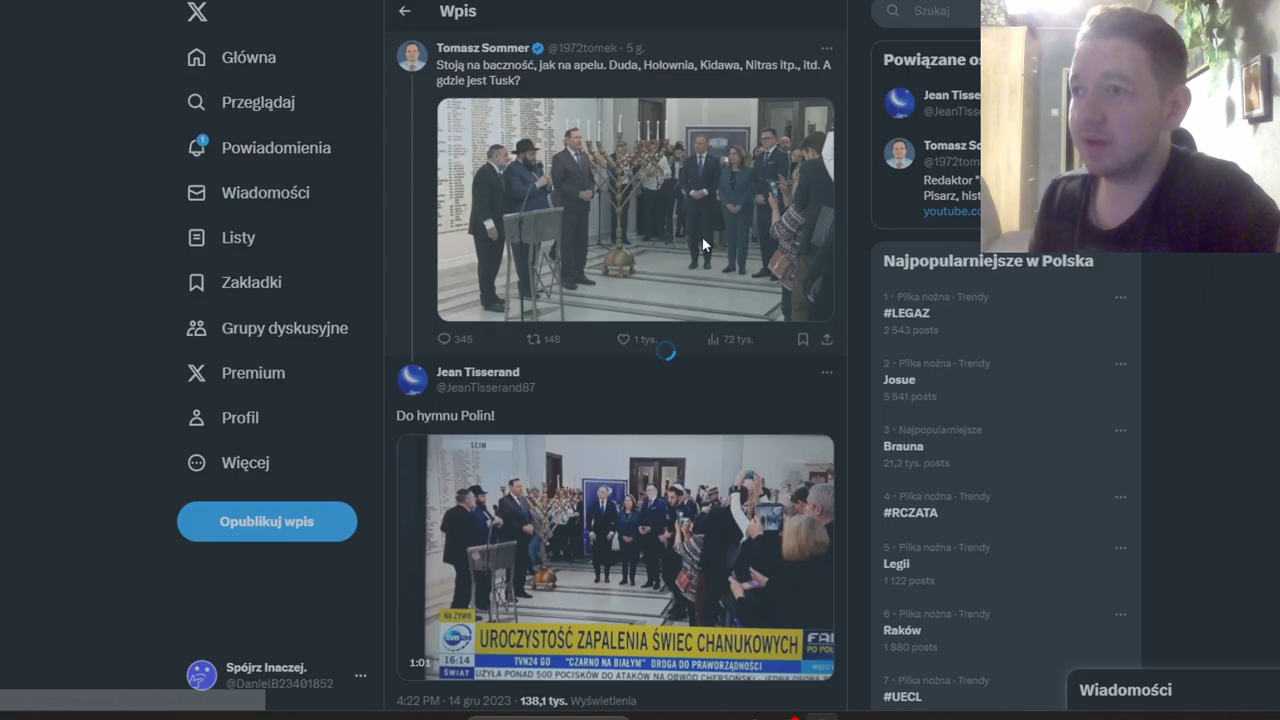 Główna
Przeglądaj
1
Powiadomienia
Wiadomości
Listy
Zakładki
Grupy dyskusyjne
Premium
Profil
Więcej
Opublikuj wpis
Spójrz Inaczej.
@DanielB23401852
Wpis
Tomasz Sommer @1972tomek · 5 g.
Stoją na baczność, jak na apelu. Duda, Hołownia, Kidawa, Nitras itp., itd. A
gdzie jest Tusk?
345 148 1 tys. 72 tys.
Jean Tisserand
@JeanTisserand87
Do hymnu Polin!
SEJM
NA ŻYWO
UROCZYSTOŚĆ ZAPALENIA ŚWIEC CHANUKOWYCH
16:14
TVN24 GO "CZARNO NA BIAŁYM" DROGA DO PRAWORZĄDNOŚCI
ŚWIAT
UŻYŁA PONAD 500 POCISKÓW DO ATAKÓW NA OBWÓD CHERSOŃSKI
1:01
4:22 PM · 14 gru 2023 · 138,1 tys. Wyświetlenia
Szukaj
Powiązane
Jean Tisse
@JeanTiss
Tomasz S
@1972tom
Redaktor "
Pisarz, hist
youtube.co
Najpopularniejsze w Polska
1 · Piłka nożna · Trendy
#LEGAZ
2 543 posts
2 · Piłka nożna · Trendy
Josue
5 541 posts
3 · Najpopularniejsze
Brauna
21,2 tys. posts
4 · Piłka nożna · Trendy
#RCZATA
5 · Piłka nożna · Trendy
Legii
1 122 posts
6 · Piłka nożna · Trendy
Raków
1 880 posts
7 · Piłka nożna · Trendy
#UECL
Wiadomości